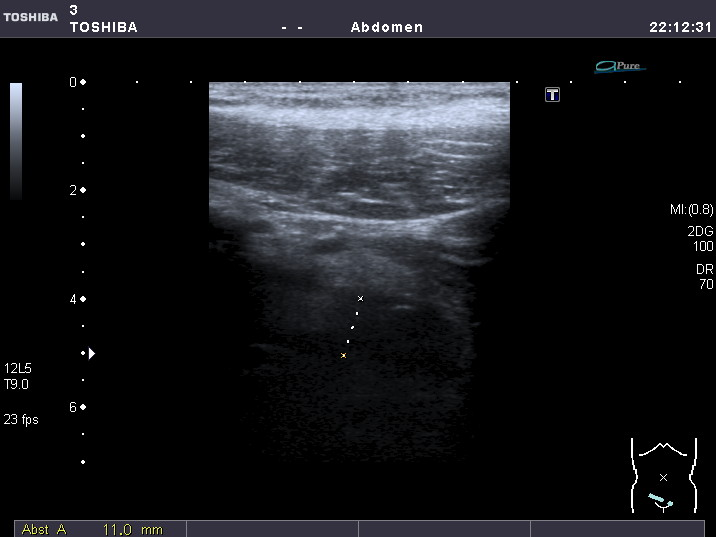 TOSHIBA
3
TOSHIBA
- -
Abdomen
22:12:31
0
Pure
T
2
MI:(0.8)
2DG
100
DR
70
4
12L5
T9.0
6
23 fps
Abst A 11.0 mm